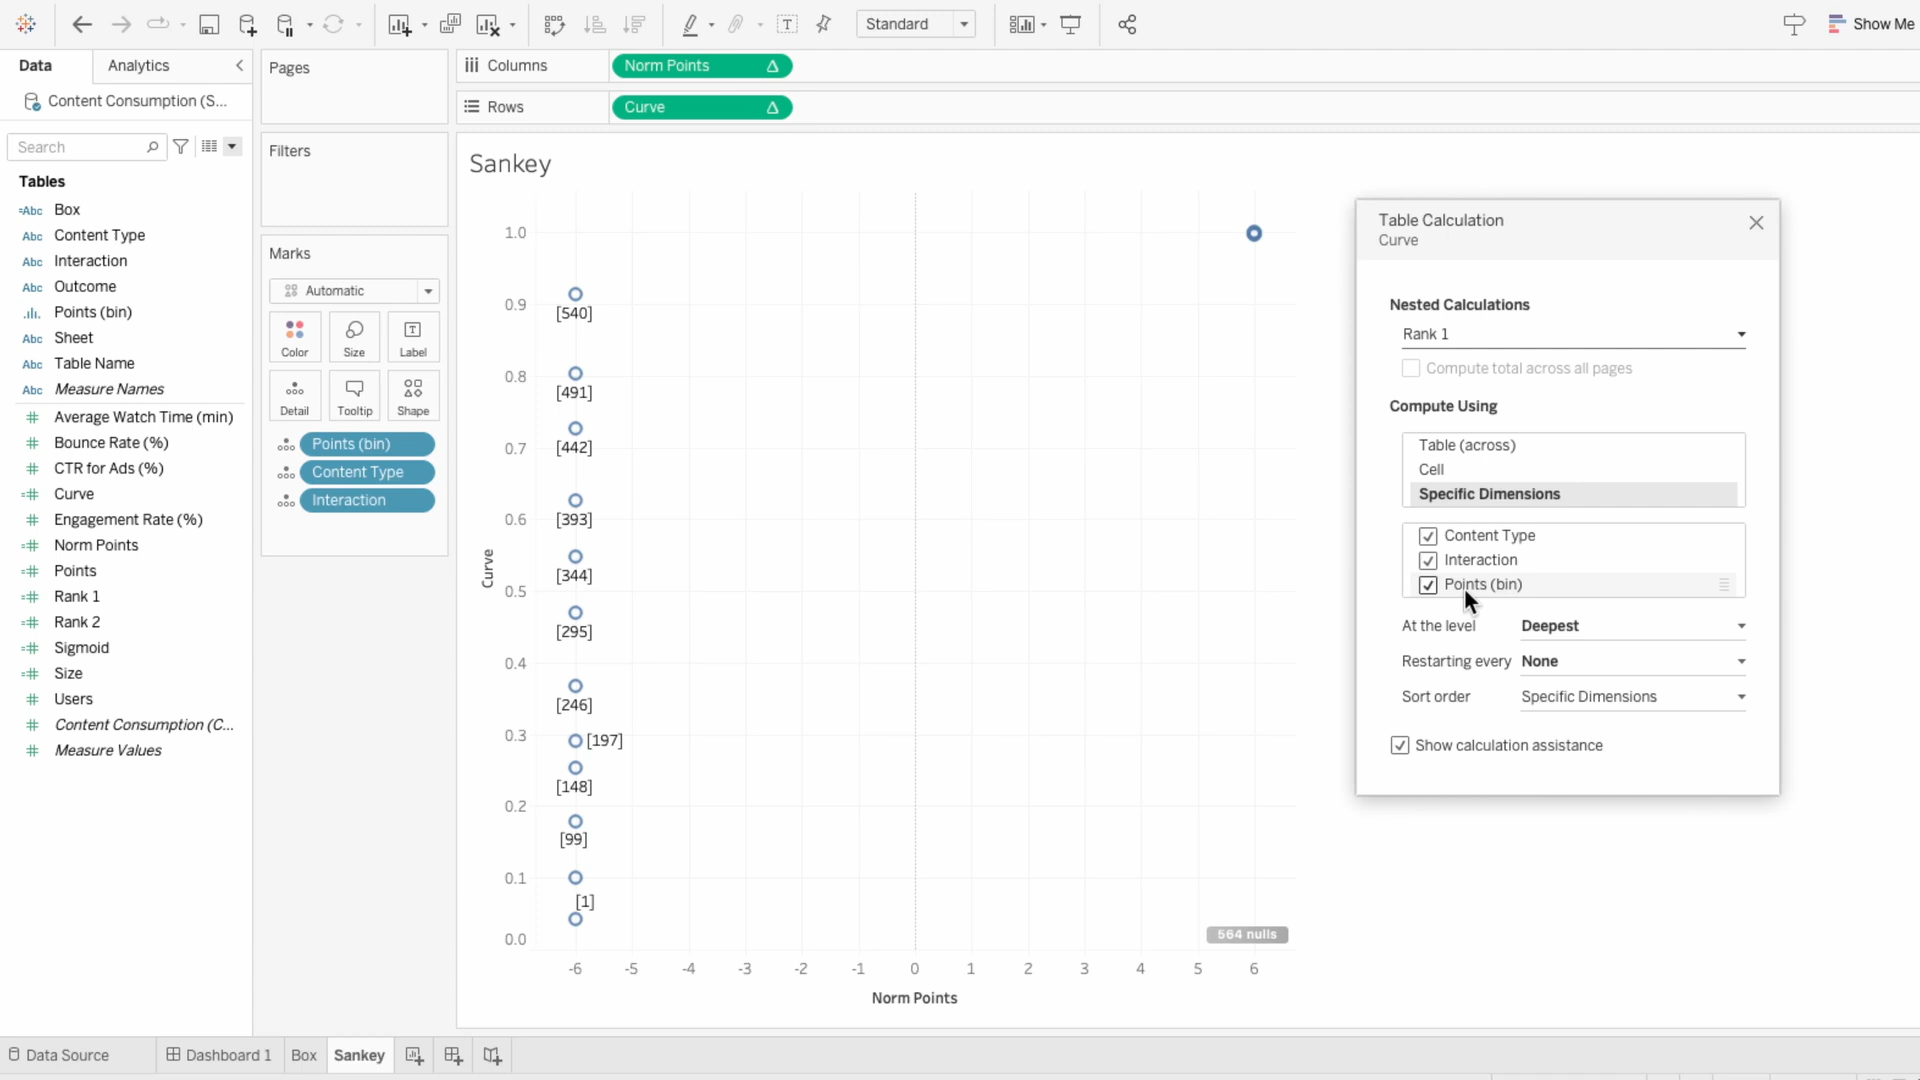 Standard
Show Me
Data
Analytics
Content Consumption (S...
Search
Tables
Abc Box
Abc Content Type
Abc Interaction
Abc Outcome
Points (bin)
Abc Sheet
Abc Table Name
Abc Measure Names
Average Watch Time (min)
Bounce Rate (%)
CTR for Ads (%)
Curve
Engagement Rate (%)
Norm Points
Points
Rank 1
Rank 2
Sigmoid
Size
Users
Content Consumption (C...
Measure Values
Pages
Filters
Marks
Automatic
Color
Size
Label
Detail
Tooltip
Shape
Points (bin)
Content Type
Interaction
Columns
Norm Points
Rows
Curve
Sankey
Curve
1.0
0.9
0.8
0.7
0.6
0.5
0.4
0.3
0.2
0.1
0.0
[540]
[491]
[442]
[393]
[344]
[295]
[246]
[197]
[148]
[99]
[1]
564 nulls
-6 -5 -4 -3 -2 -1 0 1 2 3 4 5 6
Norm Points
Table Calculation
Curve
Nested Calculations
Rank 1
Compute total across all pages
Compute Using
Table (across)
Cell
Specific Dimensions
Content Type
Interaction
Points (bin)
At the level Deepest
Restarting every None
Sort order Specific Dimensions
Show calculation assistance
Data Source
Dashboard 1
Box
Sankey